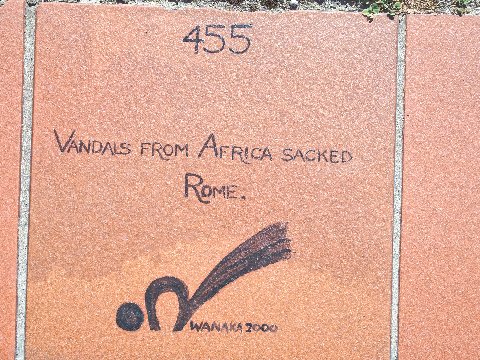 455
VANDALS FROM AFRICA SACKED
ROME.
WANAKA 2000